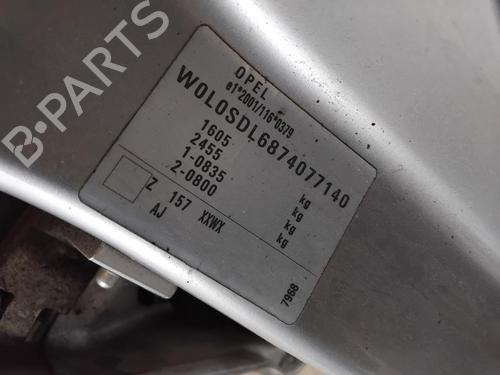 B-PARTS
OPEL
e1*2001/116*0379
W0L0SDL6874077140
1605 kg
2455 kg
1-0835 kg
2-0800 kg
Z 157 XXWX
AJ
7968